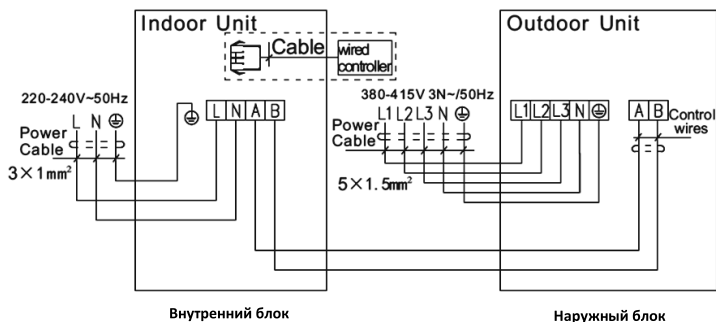 Indoor Unit
Outdoor Unit
Cable
wired
controller
220-240V~50Hz
L N
Power
Cable
3×1mm²
L N A B
380-415V 3N~/50Hz
L1 L2 L3 N
Power
Cable
5×1.5mm²
L1 L2 L3 N
A B
Control
wires
Внутренний блок
Наружный блок